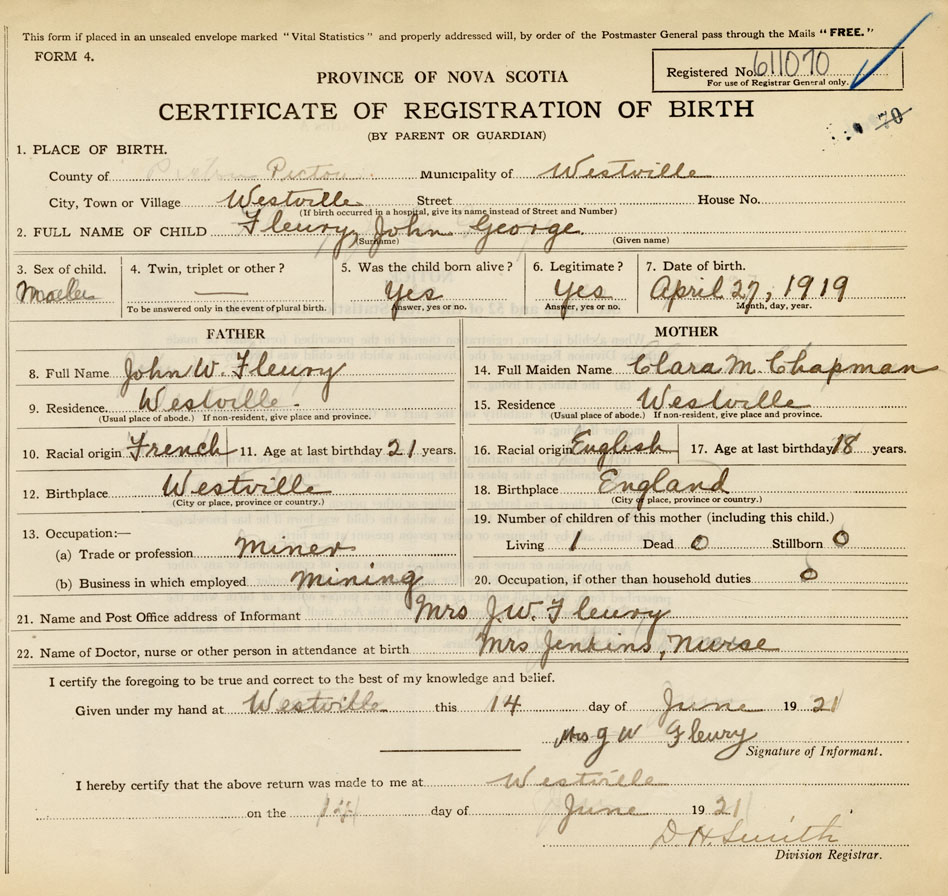 This form if placed in an unsealed envelope marked "Vital Statistics" and properly addressed will, by order of the Postmaster General pass through the Mails "FREE."
FORM 4.
Registered No. 611070
For use of Registrar General only.
PROVINCE OF NOVA SCOTIA
CERTIFICATE OF REGISTRATION OF BIRTH
70
(BY PARENT OR GUARDIAN)
1. PLACE OF BIRTH.
County of Pictou Municipality of Westville
City, Town or Village Westville Street House No.
(If birth occurred in a hospital, give its name instead of Street and Number)
2. FULL NAME OF CHILD Fleury, John George
(Surname) (Given name)
3. Sex of child. 4. Twin, triplet or other? 5. Was the child born alive? 6. Legitimate? 7. Date of birth.
— Yes Yes April 27, 1919
To be answered only in the event of plural birth. Answer, yes or no. Answer, yes or no. Month, day, year.
FATHER MOTHER
8. Full Name John W. Fleury 14. Full Maiden Name Clara M. Chapman
9. Residence. Westville. 15. Residence Westville
(Usual place of abode.) If non-resident, give place and province. (Usual place of abode.) If non-resident, give place and province.
10. Racial origin French 11. Age at last birthday 21 years. 16. Racial origin English 17. Age at last birthday 18 years.
12. Birthplace Westville 18. Birthplace England
(City or place, province or country.) (City or place, province or country.)
13. Occupation:— 19. Number of children of this mother (including this child.)
(a) Trade or profession Miner Living 1 Dead 0 Stillborn 0
(b) Business in which employed Mining 20. Occupation, if other than household duties. 0
21. Name and Post Office address of Informant Mrs J.W. Fleury
22. Name of Doctor, nurse or other person in attendance at birth Mrs Jenkins, Nurse
I certify the foregoing to be true and correct to the best of my knowledge and belief.
Given under my hand at Westville this 14 day of June 1921
Mrs J W Fleury
Signature of Informant.
I hereby certify that the above return was made to me at Westville
on the 14 day of June 1921
D H Smith
Division Registrar.